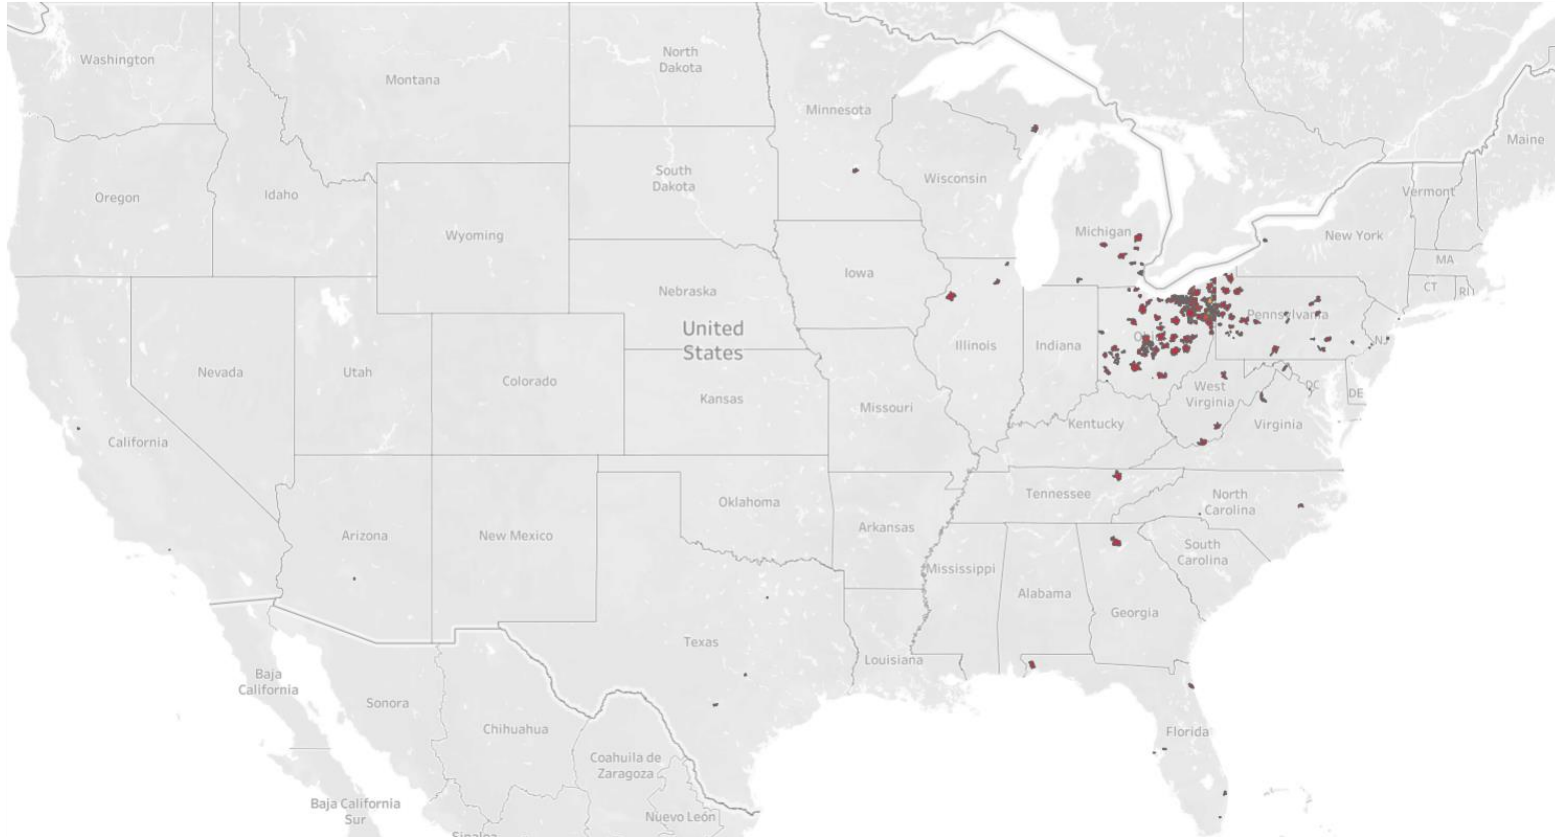 Washington
Montana
North
Dakota
Minnesota
Maine
Oregon
Idaho
South
Dakota
Wisconsin
Vermont
Wyoming
Michigan
New York
MA
CT
RI
Iowa
Nebraska
Pennsylvania
United
States
Nevada
Utah
Colorado
Kansas
Illinois
Indiana
NJ
Missouri
West
Virginia
DC
DE
California
Kentucky
Virginia
Arizona
New Mexico
Oklahoma
Arkansas
Tennessee
North
Carolina
South
Carolina
Mississippi
Alabama
Georgia
Texas
Louisiana
Baja
California
Sonora
Chihuahua
Florida
Coahuila de
Zaragoza
Baja California
Sur
Nuevo León
Sinaloa